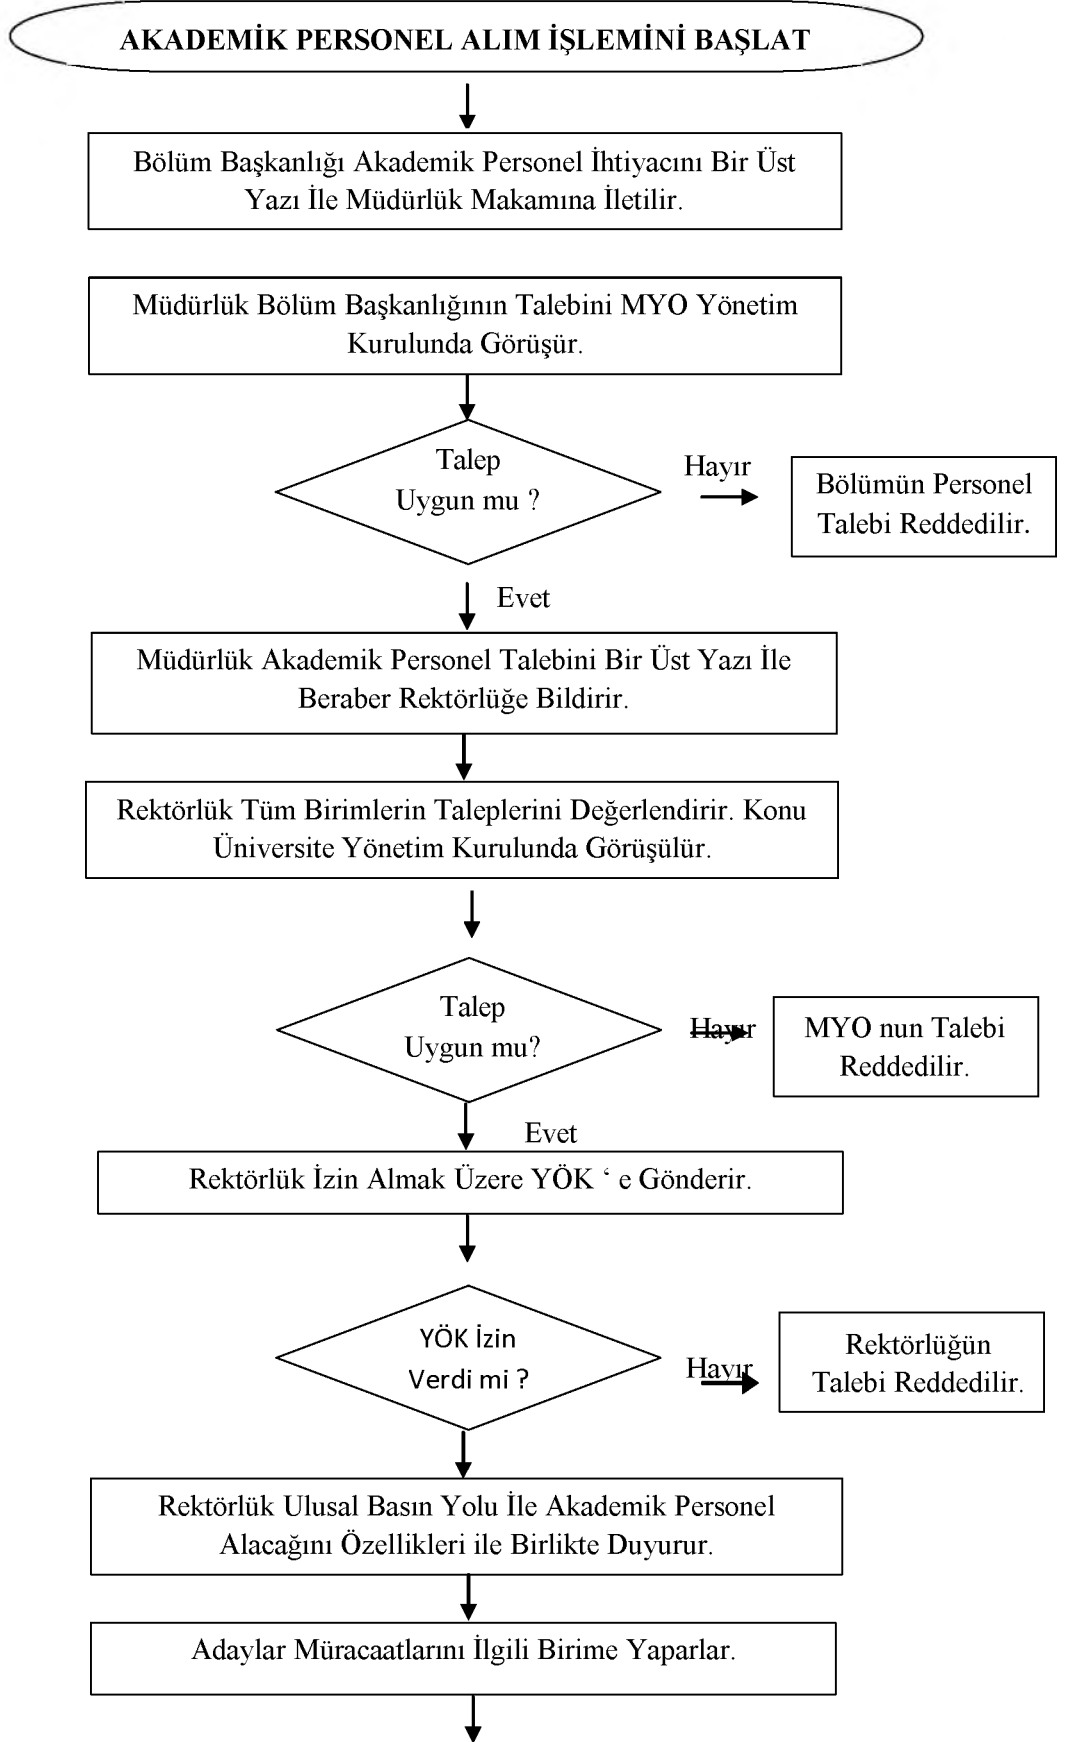 AKADEMİK PERSONEL ALIM İŞLEMİNİ BAŞLAT
Bölüm Başkanlığı Akademik Personel İhtiyacını Bir Üst
Yazı İle Müdürlük Makamına İletilir.
Müdürlük Bölüm Başkanlığının Talebini MYO Yönetim
Kurulunda Görüşür.
Talep
Uygun mu ?
Hayır
Bölümün Personel
Talebi Reddedilir.
Evet
Müdürlük Akademik Personel Talebini Bir Üst Yazı İle
Beraber Rektörlüğe Bildirir.
Rektörlük Tüm Birimlerin Taleplerini Değerlendirir. Konu
Üniversite Yönetim Kurulunda Görüşülür.
Talep
Uygun mu?
Hayır
MYO nun Talebi
Reddedilir.
Evet
Rektörlük İzin Almak Üzere YÖK ‘ e Gönderir.
YÖK İzin
Verdi mi ?
Hayır
Rektörlüğün
Talebi Reddedilir.
Rektörlük Ulusal Basın Yolu İle Akademik Personel
Alacağını Özellikleri ile Birlikte Duyurur.
Adaylar Müracaatlarını İlgili Birime Yaparlar.